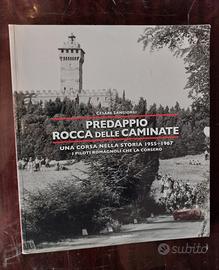 CESARE SANGIORGI
PREDAPPIO
ROCCA DELLE CAMINATE
UNA CORSA NELLA STORIA 1955-1967
I PILOTI ROMAGNOLI CHE LA CORSERO
subito